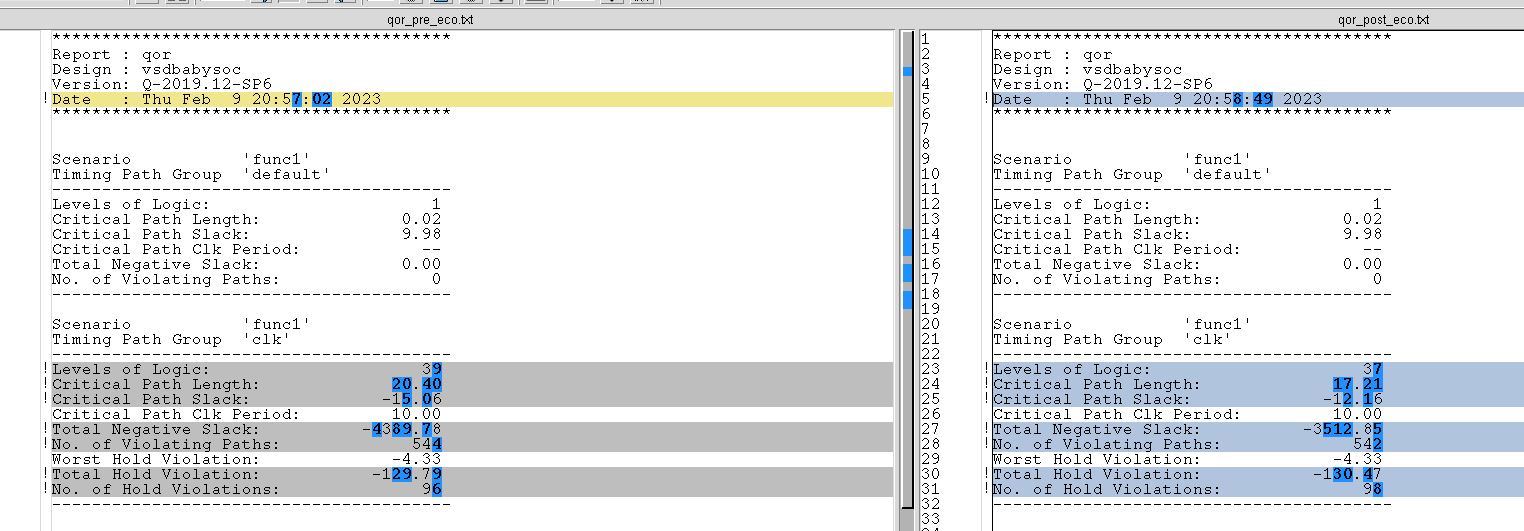 qor_pre_eco.txt
****************************************
Report : qor
Design : vsdbabysoc
Version: Q-2019.12-SP6
!Date   : Thu Feb  9 20:57:02 2023
****************************************
Scenario           'func1'
Timing Path Group  'default'
----------------------------------------
Levels of Logic:                       1
Critical Path Length:               0.02
Critical Path Slack:                9.98
Critical Path Clk Period:             --
Total Negative Slack:               0.00
No. of Violating Paths:                0
----------------------------------------
Scenario           'func1'
Timing Path Group  'clk'
----------------------------------------
!Levels of Logic:                      39
!Critical Path Length:              20.40
!Critical Path Slack:              -15.06
Critical Path Clk Period:          10.00
!Total Negative Slack:           -4389.78
!No. of Violating Paths:              544
Worst Hold Violation:              -4.33
!Total Hold Violation:            -129.79
!No. of Hold Violations:               96
----------------------------------------
qor_post_eco.txt
1 ****************************************
2 Report : qor
3 Design : vsdbabysoc
4 Version: Q-2019.12-SP6
5 !Date   : Thu Feb  9 20:58:49 2023
6 ****************************************
7
8
9 Scenario           'func1'
10 Timing Path Group  'default'
11 ----------------------------------------
12 Levels of Logic:                       1
13 Critical Path Length:               0.02
14 Critical Path Slack:                9.98
15 Critical Path Clk Period:             --
16 Total Negative Slack:               0.00
17 No. of Violating Paths:                0
18 ----------------------------------------
19
20 Scenario           'func1'
21 Timing Path Group  'clk'
22 ----------------------------------------
23 !Levels of Logic:                      37
24 !Critical Path Length:              17.21
25 !Critical Path Slack:              -12.16
26 Critical Path Clk Period:          10.00
27 !Total Negative Slack:           -3512.85
28 !No. of Violating Paths:              542
29 Worst Hold Violation:              -4.33
30 !Total Hold Violation:            -130.47
31 !No. of Hold Violations:               98
32 ----------------------------------------
33